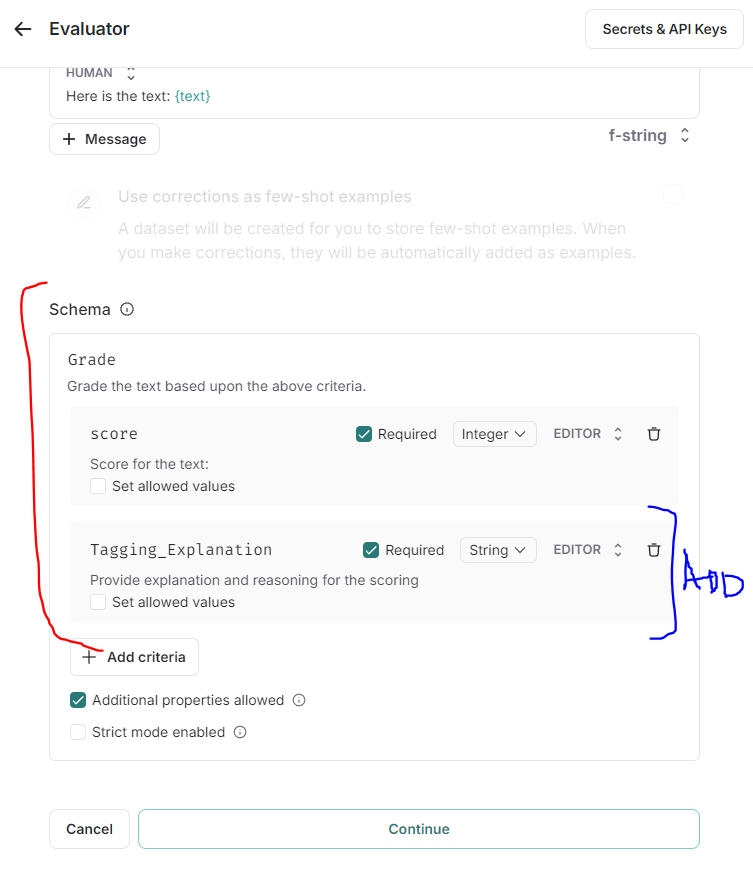 Evaluator
Secrets & API Keys
HUMAN
Here is the text: {text}
+ Message
f-string
Use corrections as few-shot examples
A dataset will be created for you to store few-shot examples. When
you make corrections, they will be automatically added as examples.
Schema
Grade
Grade the text based upon the above criteria.
score Required Integer EDITOR
Score for the text:
Set allowed values
Tagging_Explanation Required String EDITOR
Provide explanation and reasoning for the scoring
Set allowed values
ADD
+ Add criteria
Additional properties allowed
Strict mode enabled
Cancel
Continue